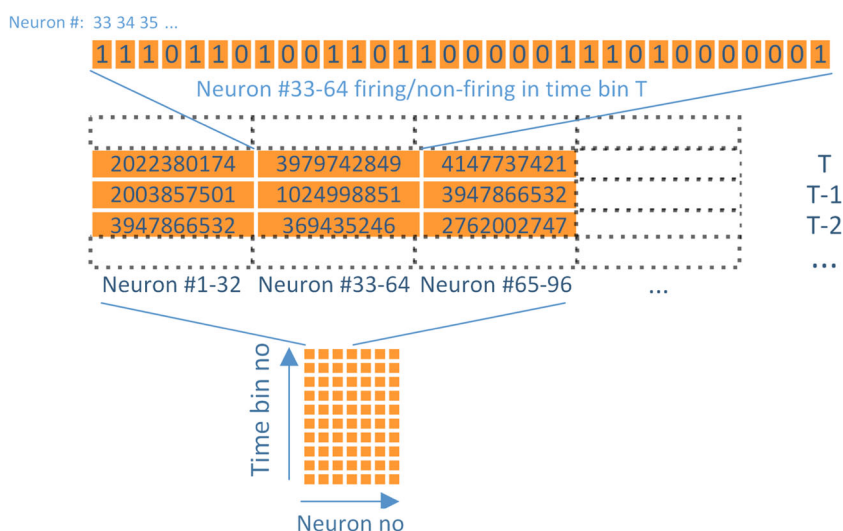 Neuron #: 33 34 35 ...
1 1 1 0 1 1 0 1 0 0 1 1 0 1 1 0 0 0 0 0 1 1 1 0 1 0 0 0 0 0 0 1
Neuron #33-64 firing/non-firing in time bin T
2022380174 3979742849 4147737421 T
2003857501 1024998851 3947866532 T-1
3947866532 369435246 2762002747 T-2
...
Neuron #1-32 Neuron #33-64 Neuron #65-96 ...
Time bin no
Neuron no